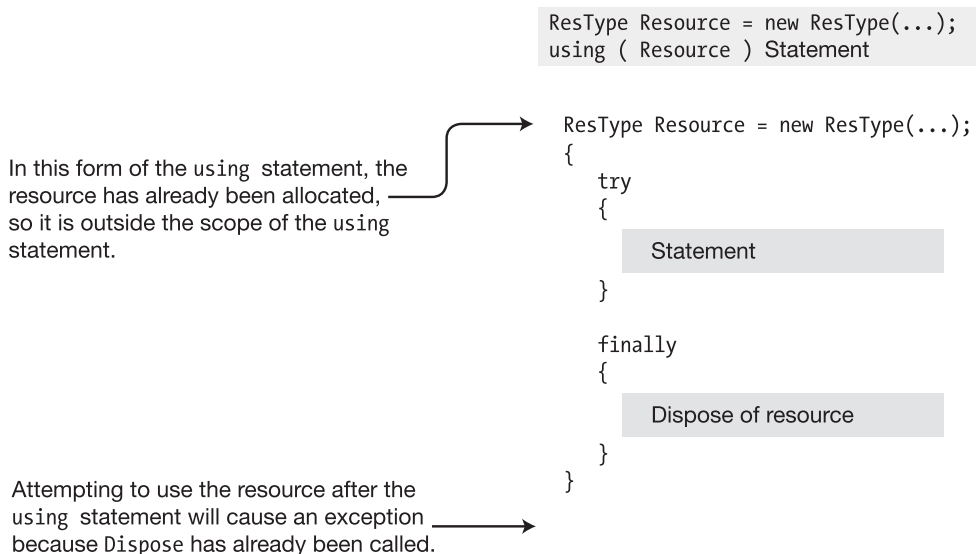 ResType Resource = new ResType(...);
using ( Resource ) Statement
ResType Resource = new ResType(...);
{
try
{
Statement
}
finally
{
Dispose of resource
}
}
In this form of the using statement, the
resource has already been allocated,
so it is outside the scope of the using
statement.
Attempting to use the resource after the
using statement will cause an exception
because Dispose has already been called.